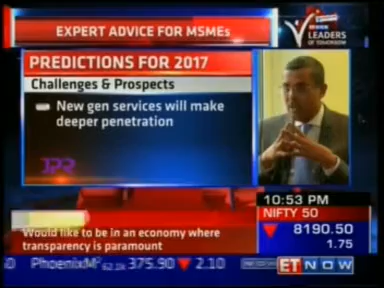 EXPERT ADVICE FOR MSMEs
LEADERS
OF TOMORROW
PREDICTIONS FOR 2017
Challenges & Prospects
New gen services will make
deeper penetration
10:53 PM
NIFTY 50
8190.50
1.75
Would like to be in an economy where
transparency is paramount
PhoenixM 375.90 2.10
ET NOW